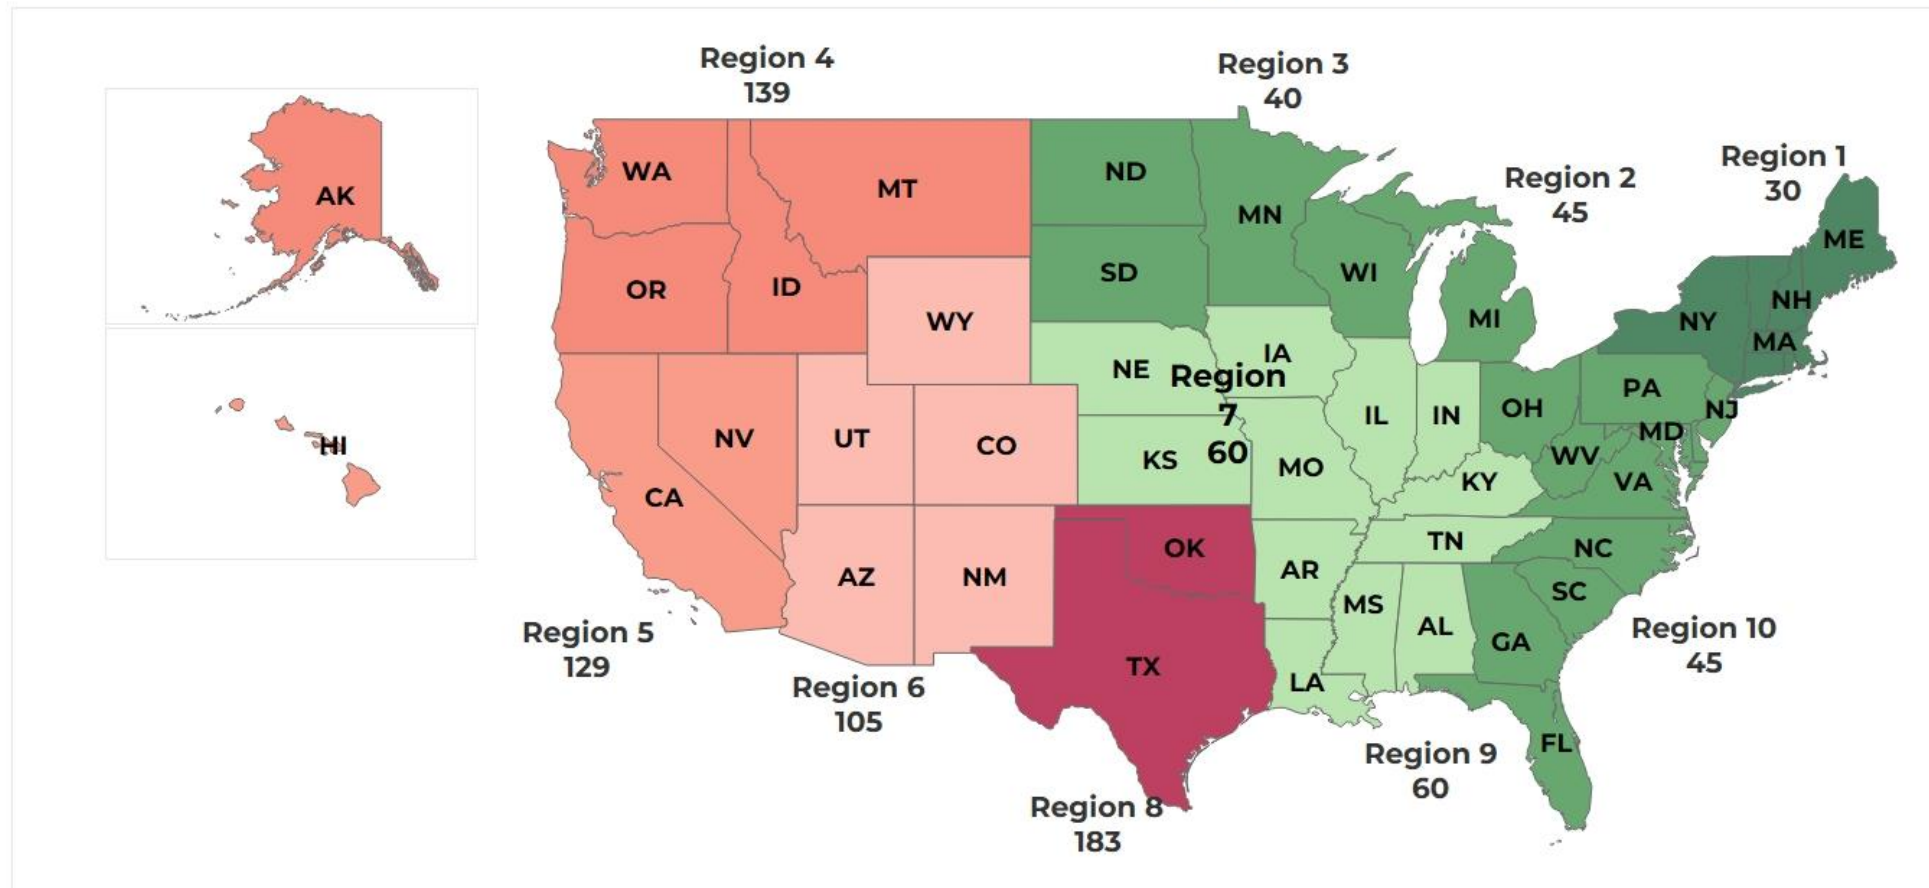 Region 4
139
Region 3
40
Region 1
30
Region 2
45
AK
WA
MT
ND
MN
ME
OR
ID
SD
WI
NH
WY
MI
NY
MA
NE
IA
Region
7
60
PA
HI
NV
UT
CO
KS
MO
IL
IN
OH
NJ
MD
WV
VA
KY
CA
AZ
NM
OK
AR
TN
NC
SC
MS
AL
GA
TX
LA
FL
Region 5
129
Region 6
105
Region 10
45
Region 9
60
Region 8
183